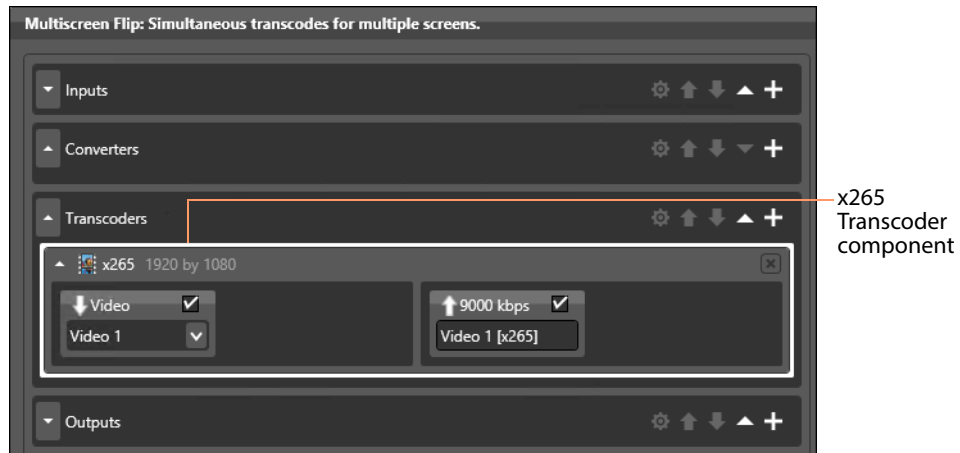 Multiscreen Flip: Simultaneous transcodes for multiple screens.
Inputs
Converters
Transcoders
x265 1920 by 1080
Video
9000 kbps
Video 1
Video 1 [x265]
Outputs
x265
Transcoder
component